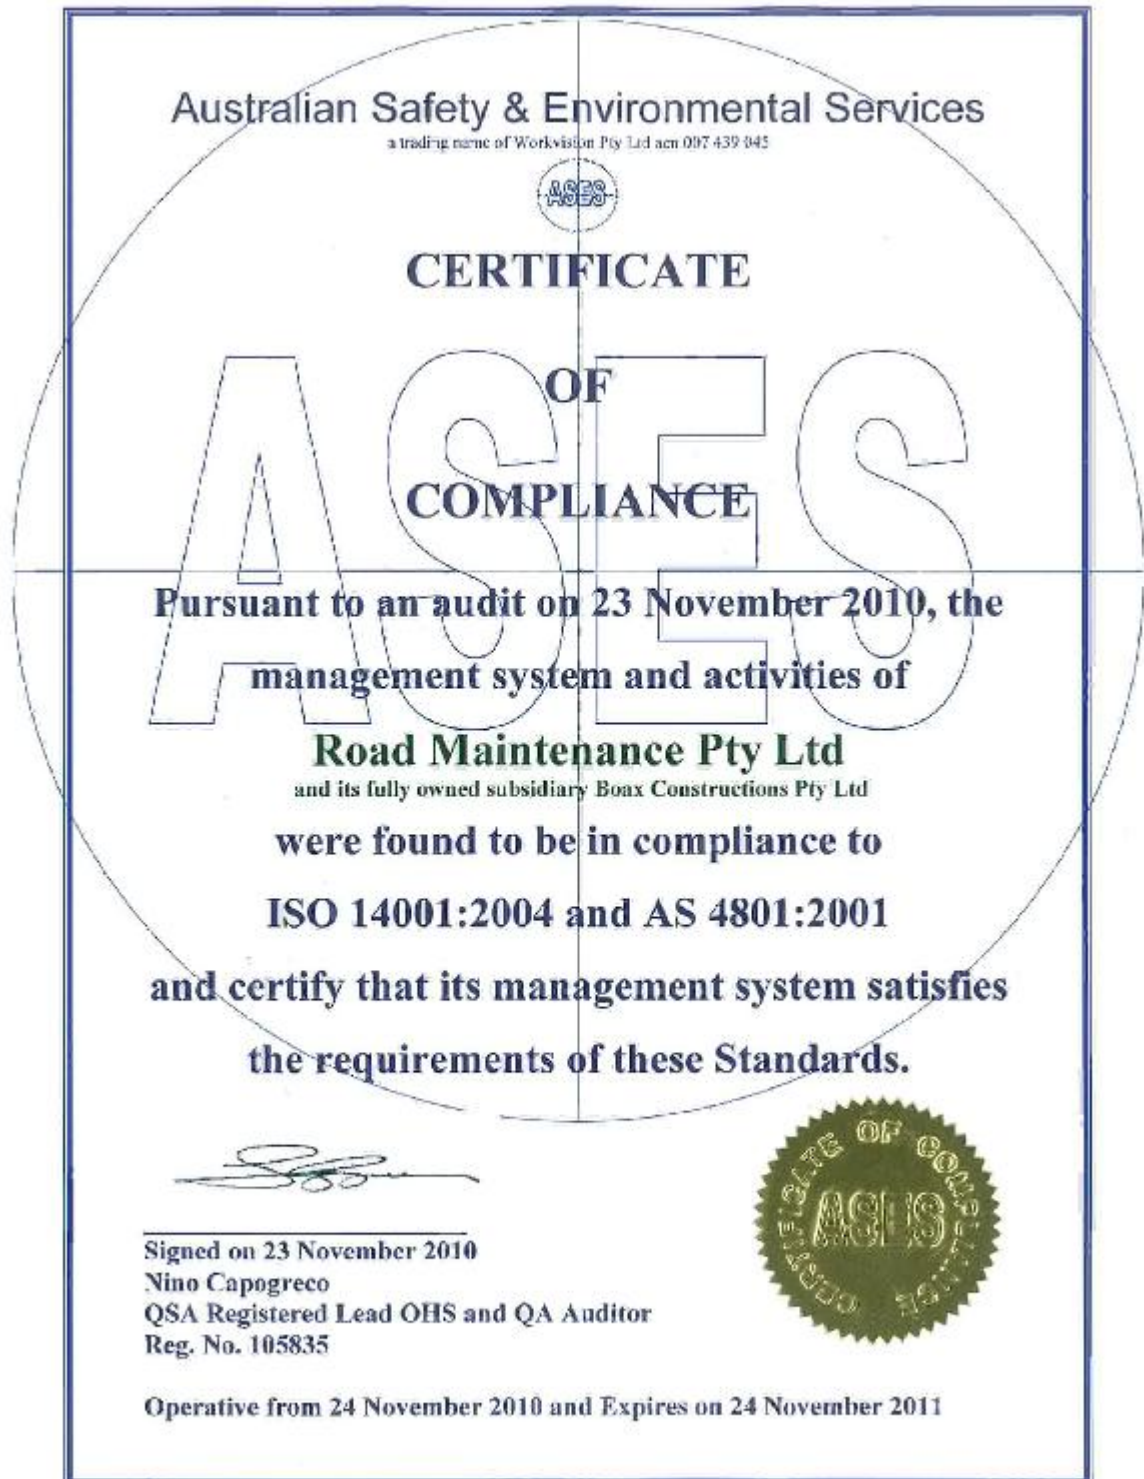 Australian Safety & Environmental Services
a trading name of Workvision Pty Ltd acn 007 439 045
ASES
CERTIFICATE
OF
COMPLIANCE
ASES
Pursuant to an audit on 23 November 2010, the
management system and activities of
Road Maintenance Pty Ltd
and its fully owned subsidiary Boax Constructions Pty Ltd
were found to be in compliance to
ISO 14001:2004 and AS 4801:2001
and certify that its management system satisfies
the requirements of these Standards.
Signed on 23 November 2010
Nino Capogreco
QSA Registered Lead OHS and QA Auditor
Reg. No. 105835
CERTIFICATE OF COMPLIANCE
ASES
Operative from 24 November 2010 and Expires on 24 November 2011